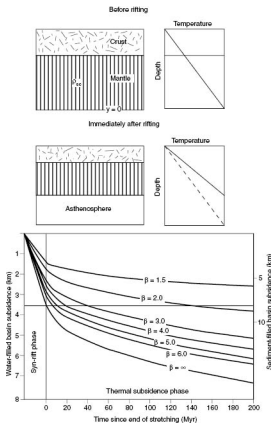 Before rifting
Temperature
Crust
Mantle
Depth
y = 0
Immediately after rifting
Temperature
Depth
Asthenosphere
Water-filled basin subsidence (km)
1
2
3
4
5
6
7
8
Syn-rift phase
β = 1.5
β = 2.0
β = 3.0
β = 4.0
β = 5.0
β = 6.0
β = ∞
Thermal subsidence phase
5
10
Sediment-filled basin subsidence (km)
0 20 40 60 80 100 120 140 160 180 200
Time since end of stretching (Myr)